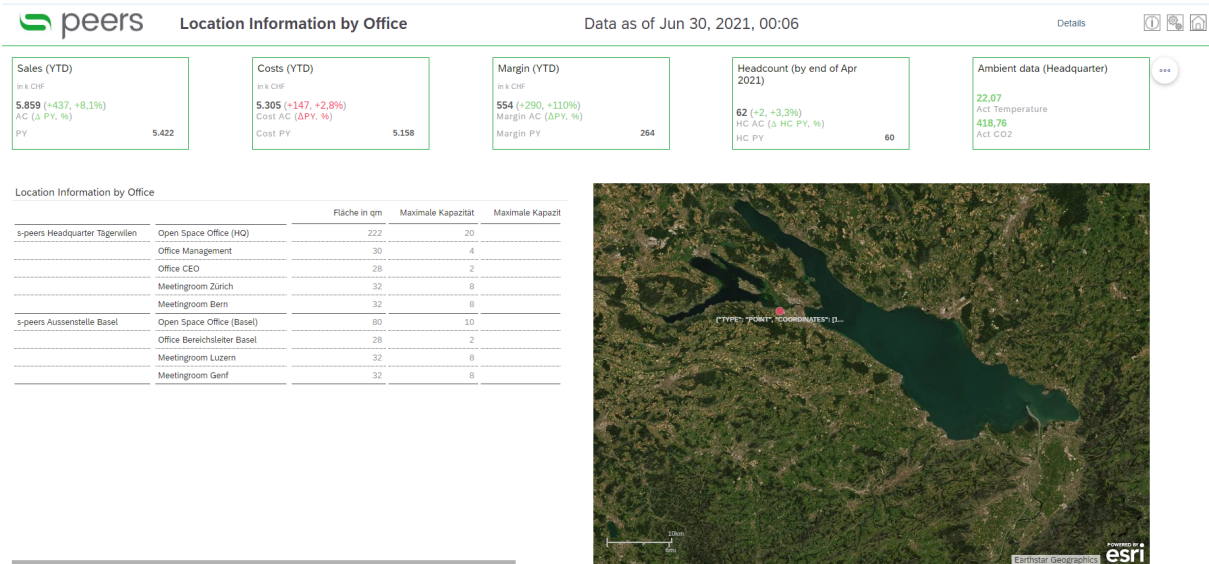 peers
Location Information by Office
Data as of Jun 30, 2021, 00:06
Details
Sales (YTD)
in k CHF
5.859 (+437, +8,1%)
AC (Δ PY, %)
PY 5.422
Costs (YTD)
in k CHF
5.305 (+147, +2,8%)
Cost AC (ΔPY, %)
Cost PY 5.158
Margin (YTD)
in k CHF
554 (+290, +110%)
Margin AC (ΔPY, %)
Margin PY 264
Headcount (by end of Apr
2021)
62 (+2, +3,3%)
HC AC (Δ HC PY, %)
HC PY 60
Ambient data (Headquarter)
22,07
Act Temperature
418,76
Act CO2
Location Information by Office
Fläche in qm Maximale Kapazität Maximale Kapazit
s-peers Headquarter Tägerwilen Open Space Office (HQ) 222 20
Office Management 30 4
Office CEO 28 2
Meetingroom Zürich 32 8
Meetingroom Bern 32 8
s-peers Aussenstelle Basel Open Space Office (Basel) 80 10
Office Bereichsleiter Basel 28 2
Meetingroom Luzern 32 8
Meetingroom Genf 32 8
{"TYPE": "POINT", "COORDINATES": [1...
10km
6mi
Earthstar Geographics
POWERED BY
esri